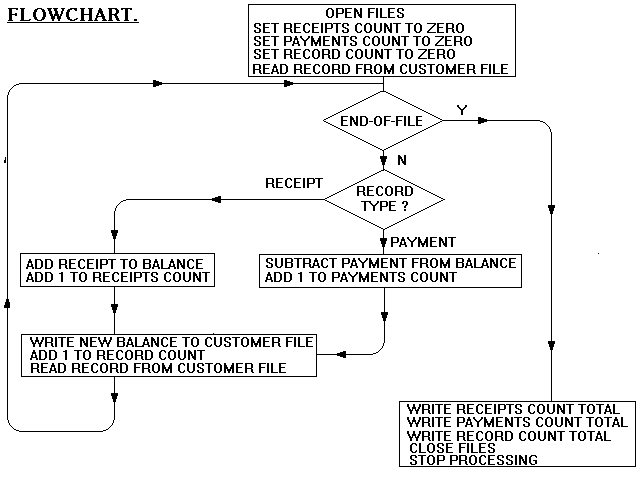 FLOWCHART.
OPEN FILES
SET RECEIPTS COUNT TO ZERO
SET PAYMENTS COUNT TO ZERO
SET RECORD COUNT TO ZERO
READ RECORD FROM CUSTOMER FILE
END-OF-FILE
Y
N
RECEIPT
RECORD
TYPE ?
PAYMENT
ADD RECEIPT TO BALANCE
ADD 1 TO RECEIPTS COUNT
SUBTRACT PAYMENT FROM BALANCE
ADD 1 TO PAYMENTS COUNT
WRITE NEW BALANCE TO CUSTOMER FILE
ADD 1 TO RECORD COUNT
READ RECORD FROM CUSTOMER FILE
WRITE RECEIPTS COUNT TOTAL
WRITE PAYMENTS COUNT TOTAL
WRITE RECORD COUNT TOTAL
CLOSE FILES
STOP PROCESSING